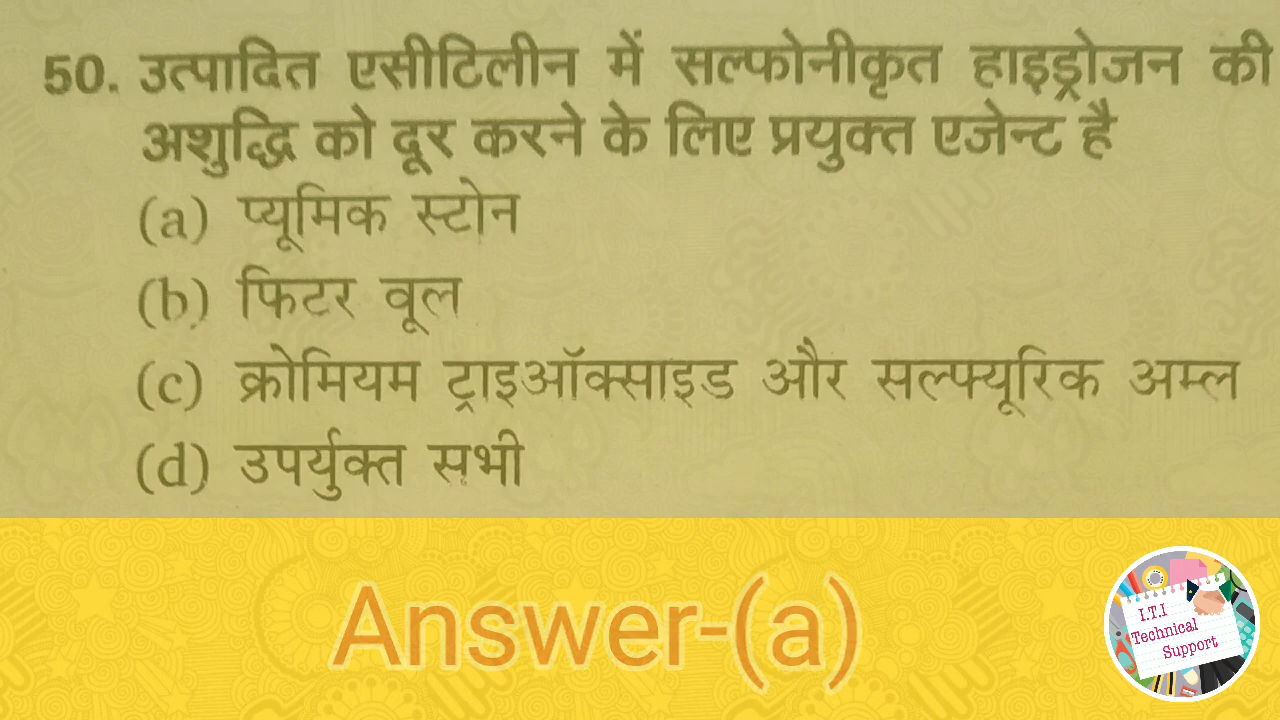 50. उत्पादित एसीटिलीन में सल्फोनीकृत हाइड्रोजन की
अशुद्धि को दूर करने के लिए प्रयुक्त एजेन्ट है
(a) प्यूमिक स्टोन
(b) फिटर वूल
(c) क्रोमियम ट्राइऑक्साइड और सल्फ्यूरिक अम्ल
(d) उपर्युक्त सभी
Answer-(a)
I.T.I
Technical
Support